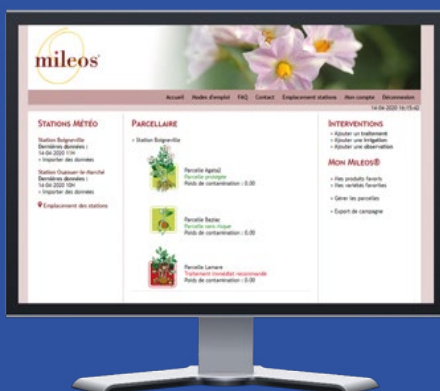 mileos®
Accueil Modes d'emploi FAQ Contact Emplacement stations Mon compte Déconnexion
14 04 2020 16:15:42
STATIONS MÉTÉO
Station Boigneville
Dernières données :
14 04 2020 11H
» Importer des données
Station Ouzouer-le-Marché
Dernières données :
14 04 2020 10H
» Importer des données
Emplacement des stations
PARCELLAIRE
» Station Boigneville
Parcelle Agata2
Parcelle protégée
Poids de contamination : 0.00
Parcelle Bezias
Parcelle sans risque
Poids de contamination : 0.00
Parcelle Lemaire
Traitement immédiat recommandé
Poids de contamination : 0.00
INTERVENTIONS
» Ajouter un traitement
» Ajouter une irrigation
» Ajouter une observation
MON MILEOS®
» Mes produits favoris
» Mes variétés favorites
» Gérer les parcelles
» Export de campagne